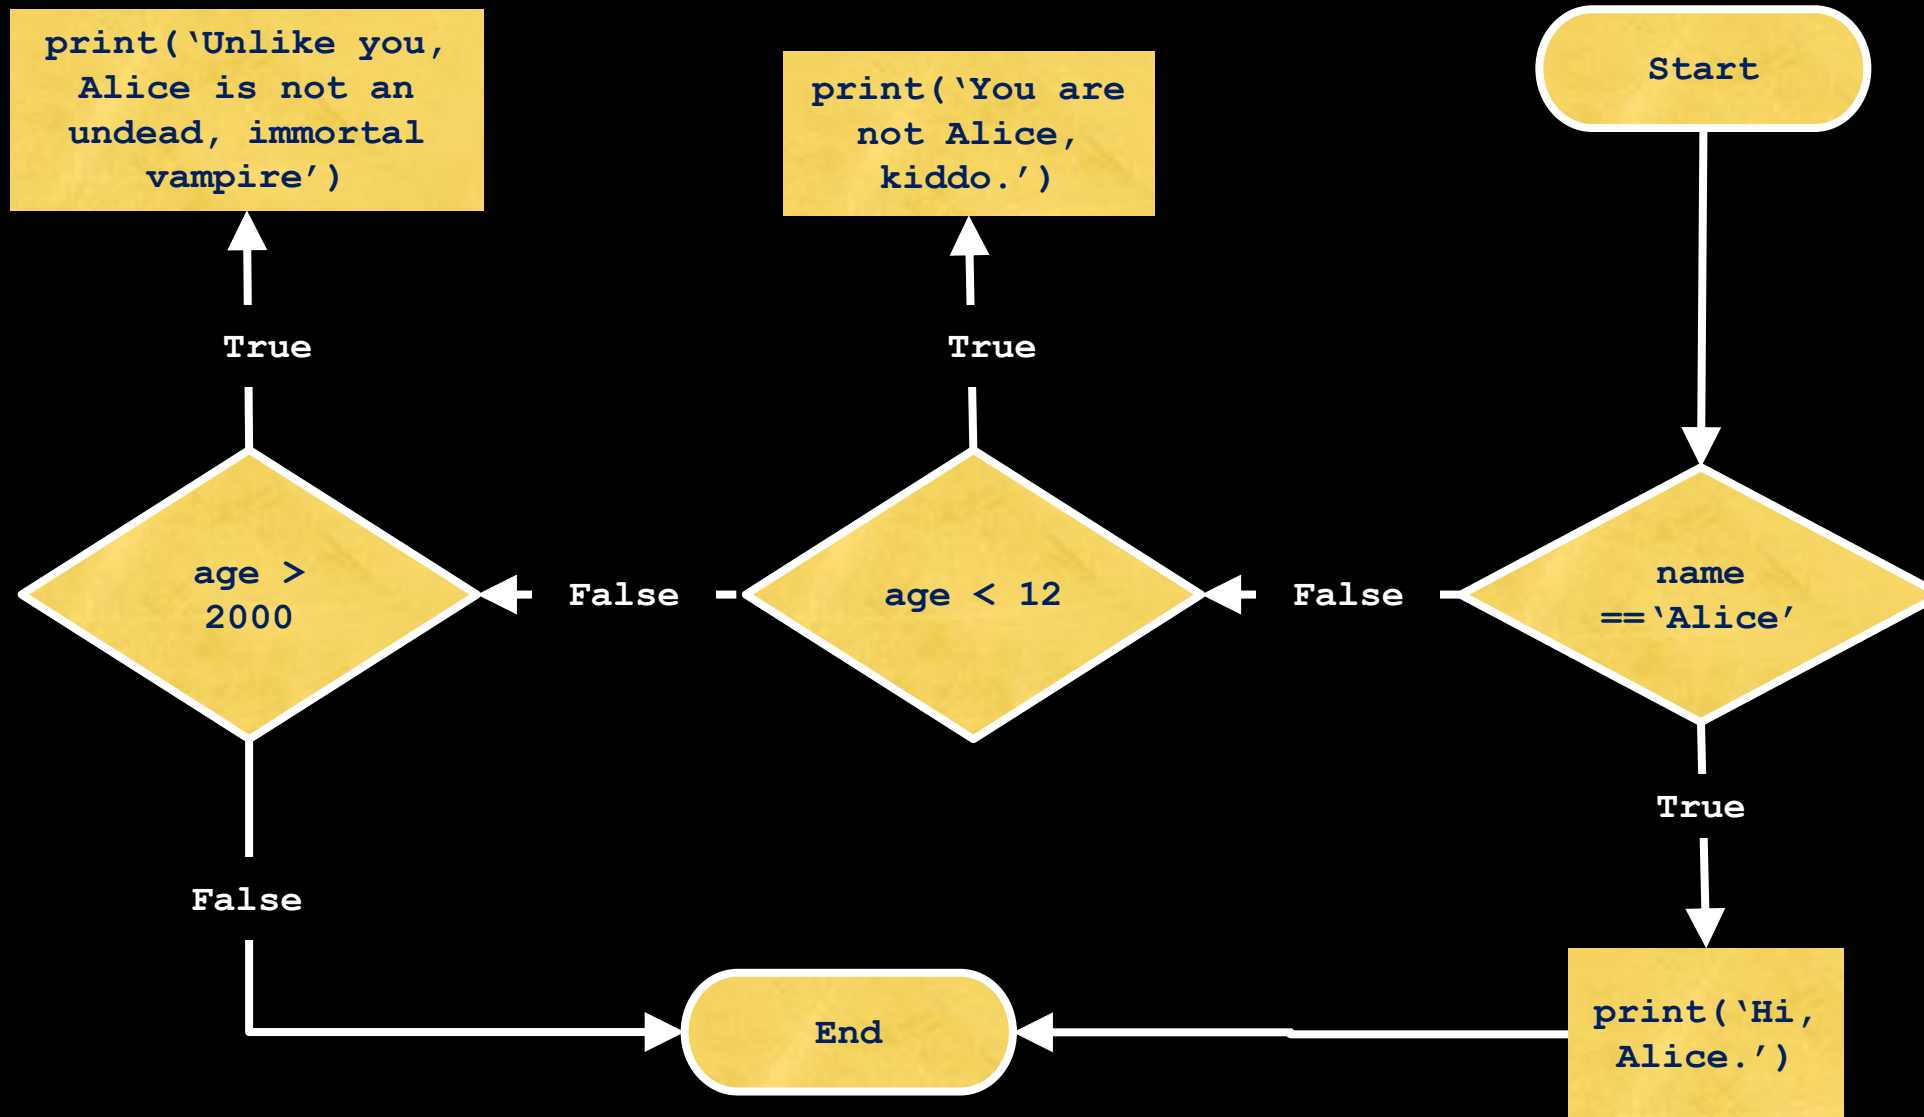 print(‘Unlike you,
Alice is not an
undead, immortal
vampire’)
print(‘You are
not Alice,
kiddo.’)
Start
True
True
age >
2000
False
age < 12
False
name
==‘Alice’
True
False
End
print(‘Hi,
Alice.’)